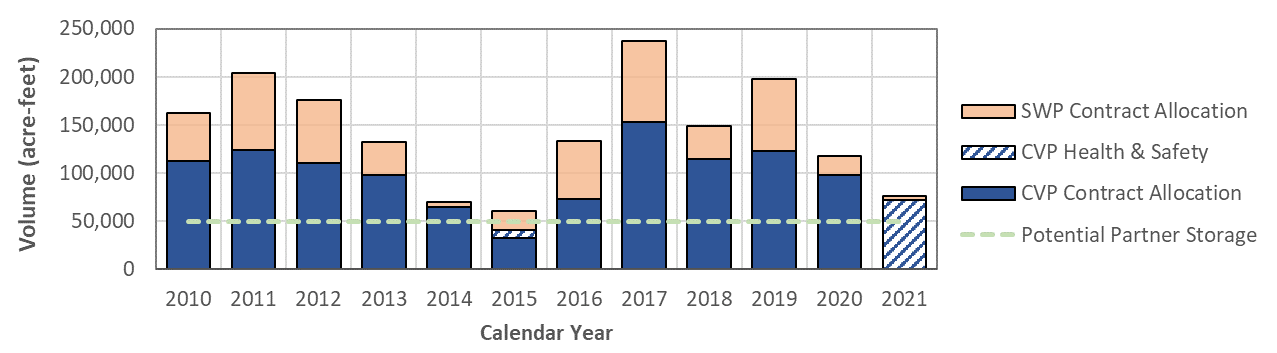 Volume (acre-feet)
250,000
200,000
150,000
100,000
50,000
0
2010 2011 2012 2013 2014 2015 2016 2017 2018 2019 2020 2021
Calendar Year
SWP Contract Allocation
CVP Health & Safety
CVP Contract Allocation
Potential Partner Storage